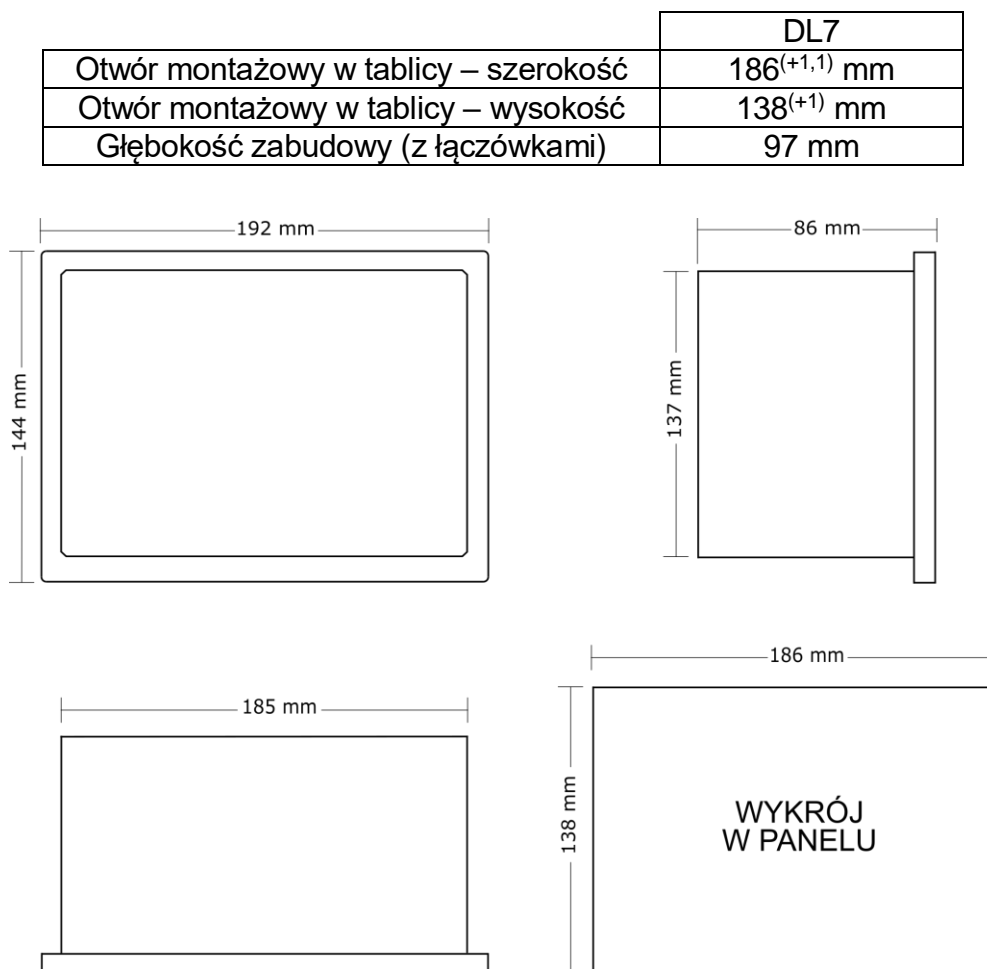 DL7
Otwór montażowy w tablicy – szerokość 186(+1,1) mm
Otwór montażowy w tablicy – wysokość 138(+1) mm
Głębokość zabudowy (z łączówkami) 97 mm
192 mm
86 mm
144 mm
137 mm
186 mm
185 mm
138 mm
WYKRÓJ
W PANELU